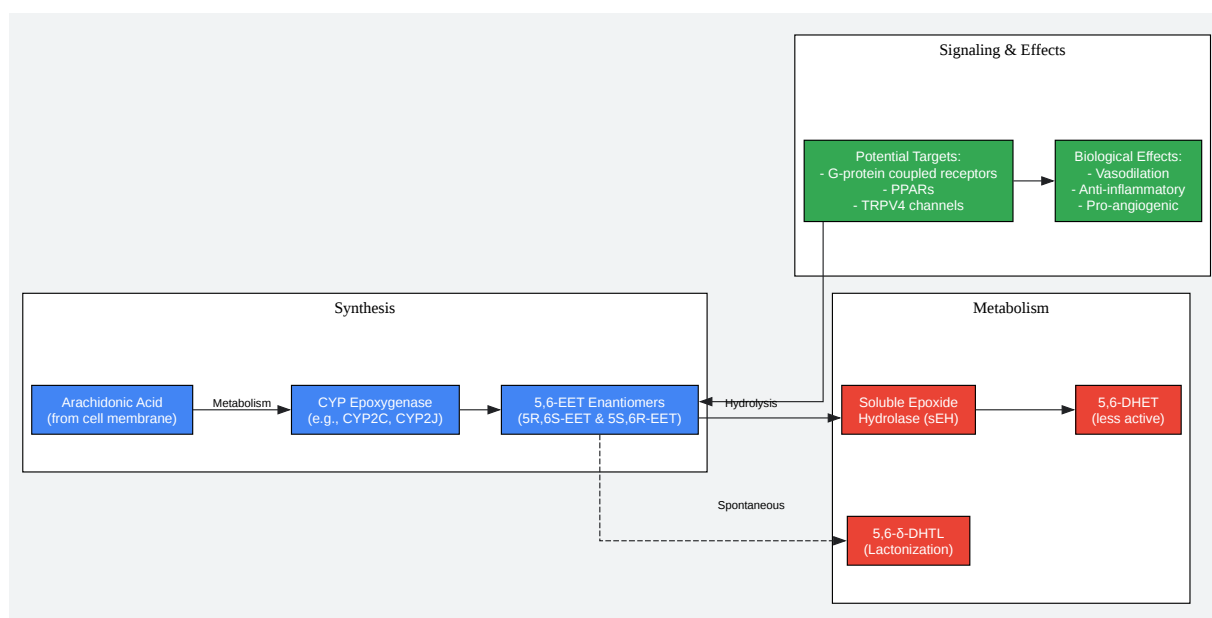 Signaling & Effects
Potential Targets:
- G-protein coupled receptors
- PPARs
- TRPV4 channels
Biological Effects:
- Vasodilation
- Anti-inflammatory
- Pro-angiogenic
Synthesis
Arachidonic Acid
(from cell membrane)
Metabolism
CYP Epoxygenase
(e.g., CYP2C, CYP2J)
5,6-EET Enantiomers
(5R,6S-EET & 5S,6R-EET)
Hydrolysis
Spontaneous
Metabolism
Soluble Epoxide
Hydrolase (sEH)
5,6-DHET
(less active)
5,6-δ-DHTL
(Lactonization)